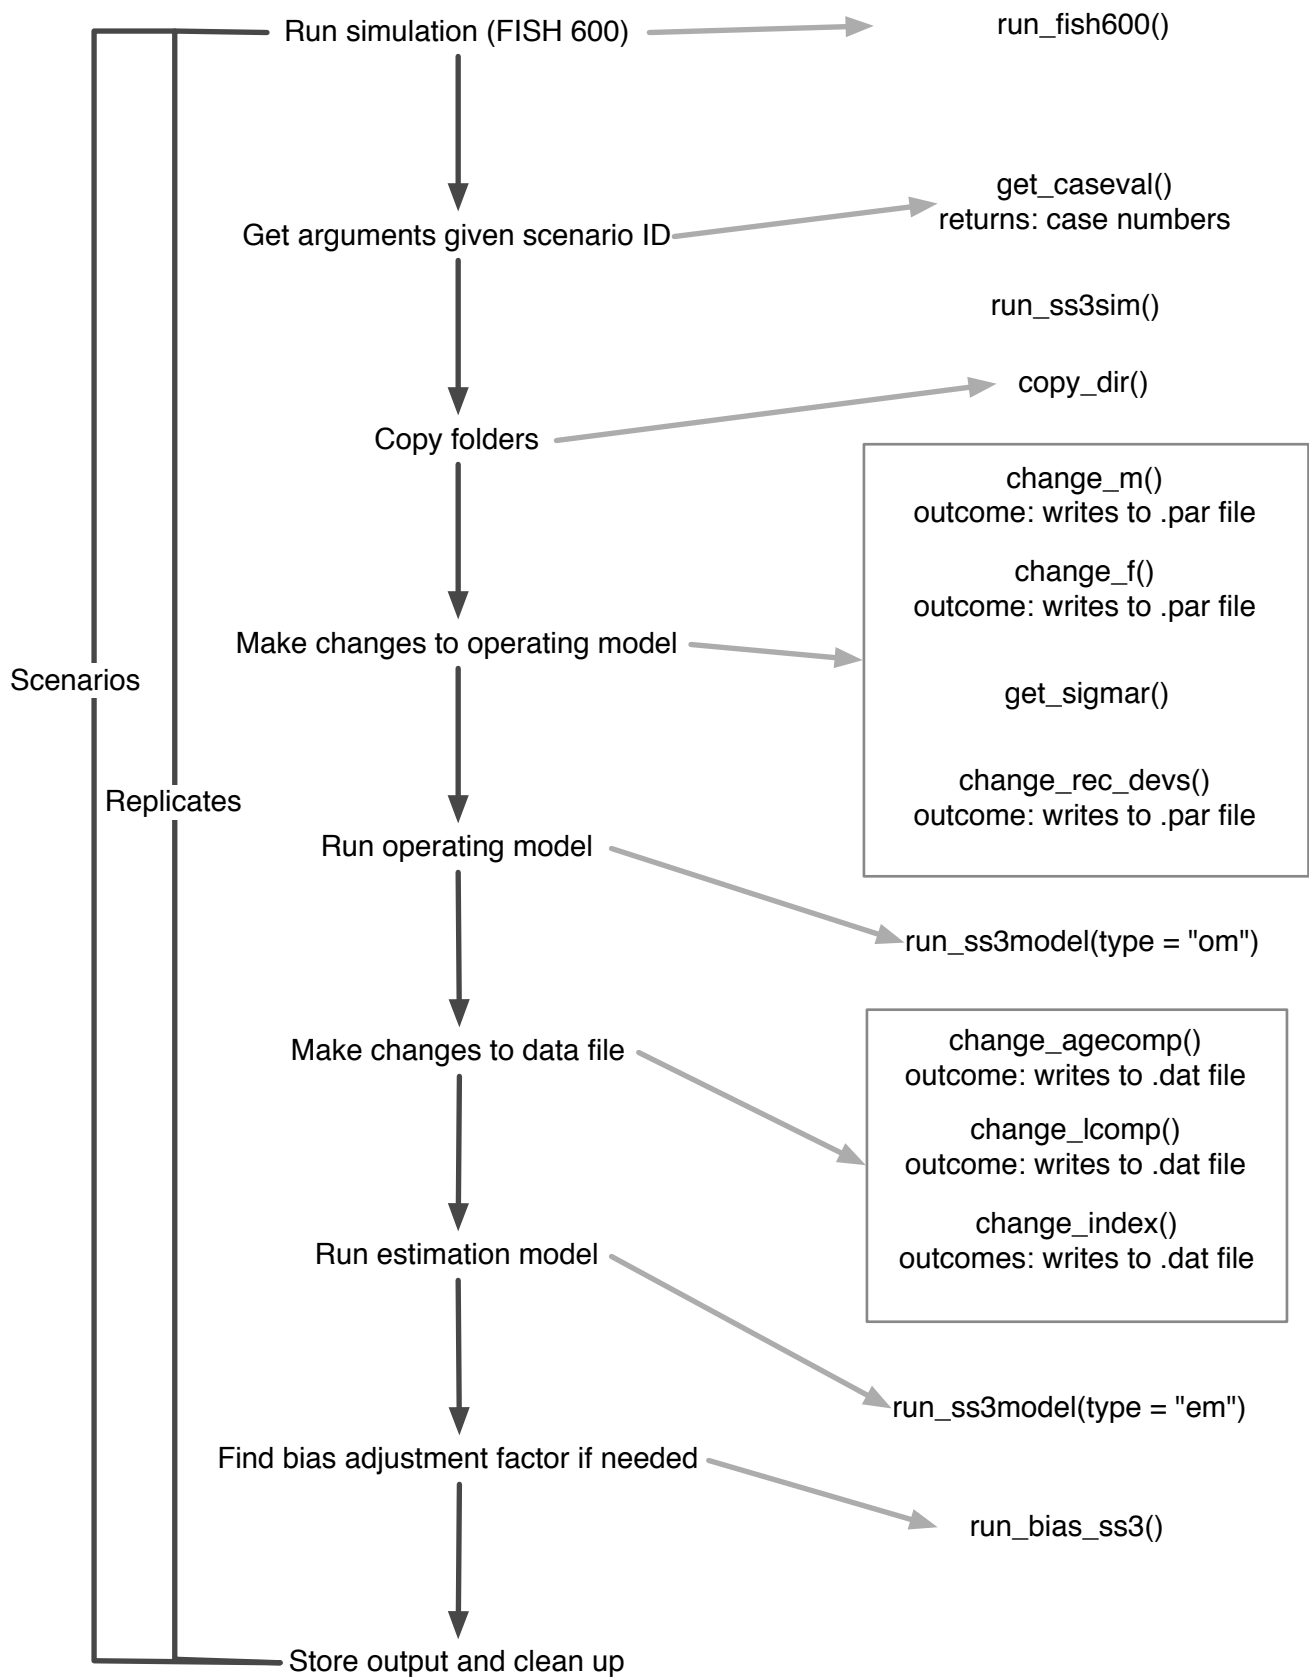 Run simulation (FISH 600)
run_fish600()
get_caseval()
returns: case numbers
Get arguments given scenario ID
run_ss3sim()
copy_dir()
Copy folders
change_m()
outcome: writes to .par file
change_f()
outcome: writes to .par file
Make changes to operating model
Scenarios
get_sigmar()
change_rec_devs()
outcome: writes to .par file
Replicates
Run operating model
run_ss3model(type = "om")
Make changes to data file
change_agecomp()
outcome: writes to .dat file
change_lcomp()
outcome: writes to .dat file
change_index()
outcomes: writes to .dat file
Run estimation model
run_ss3model(type = "em")
Find bias adjustment factor if needed
run_bias_ss3()
Store output and clean up